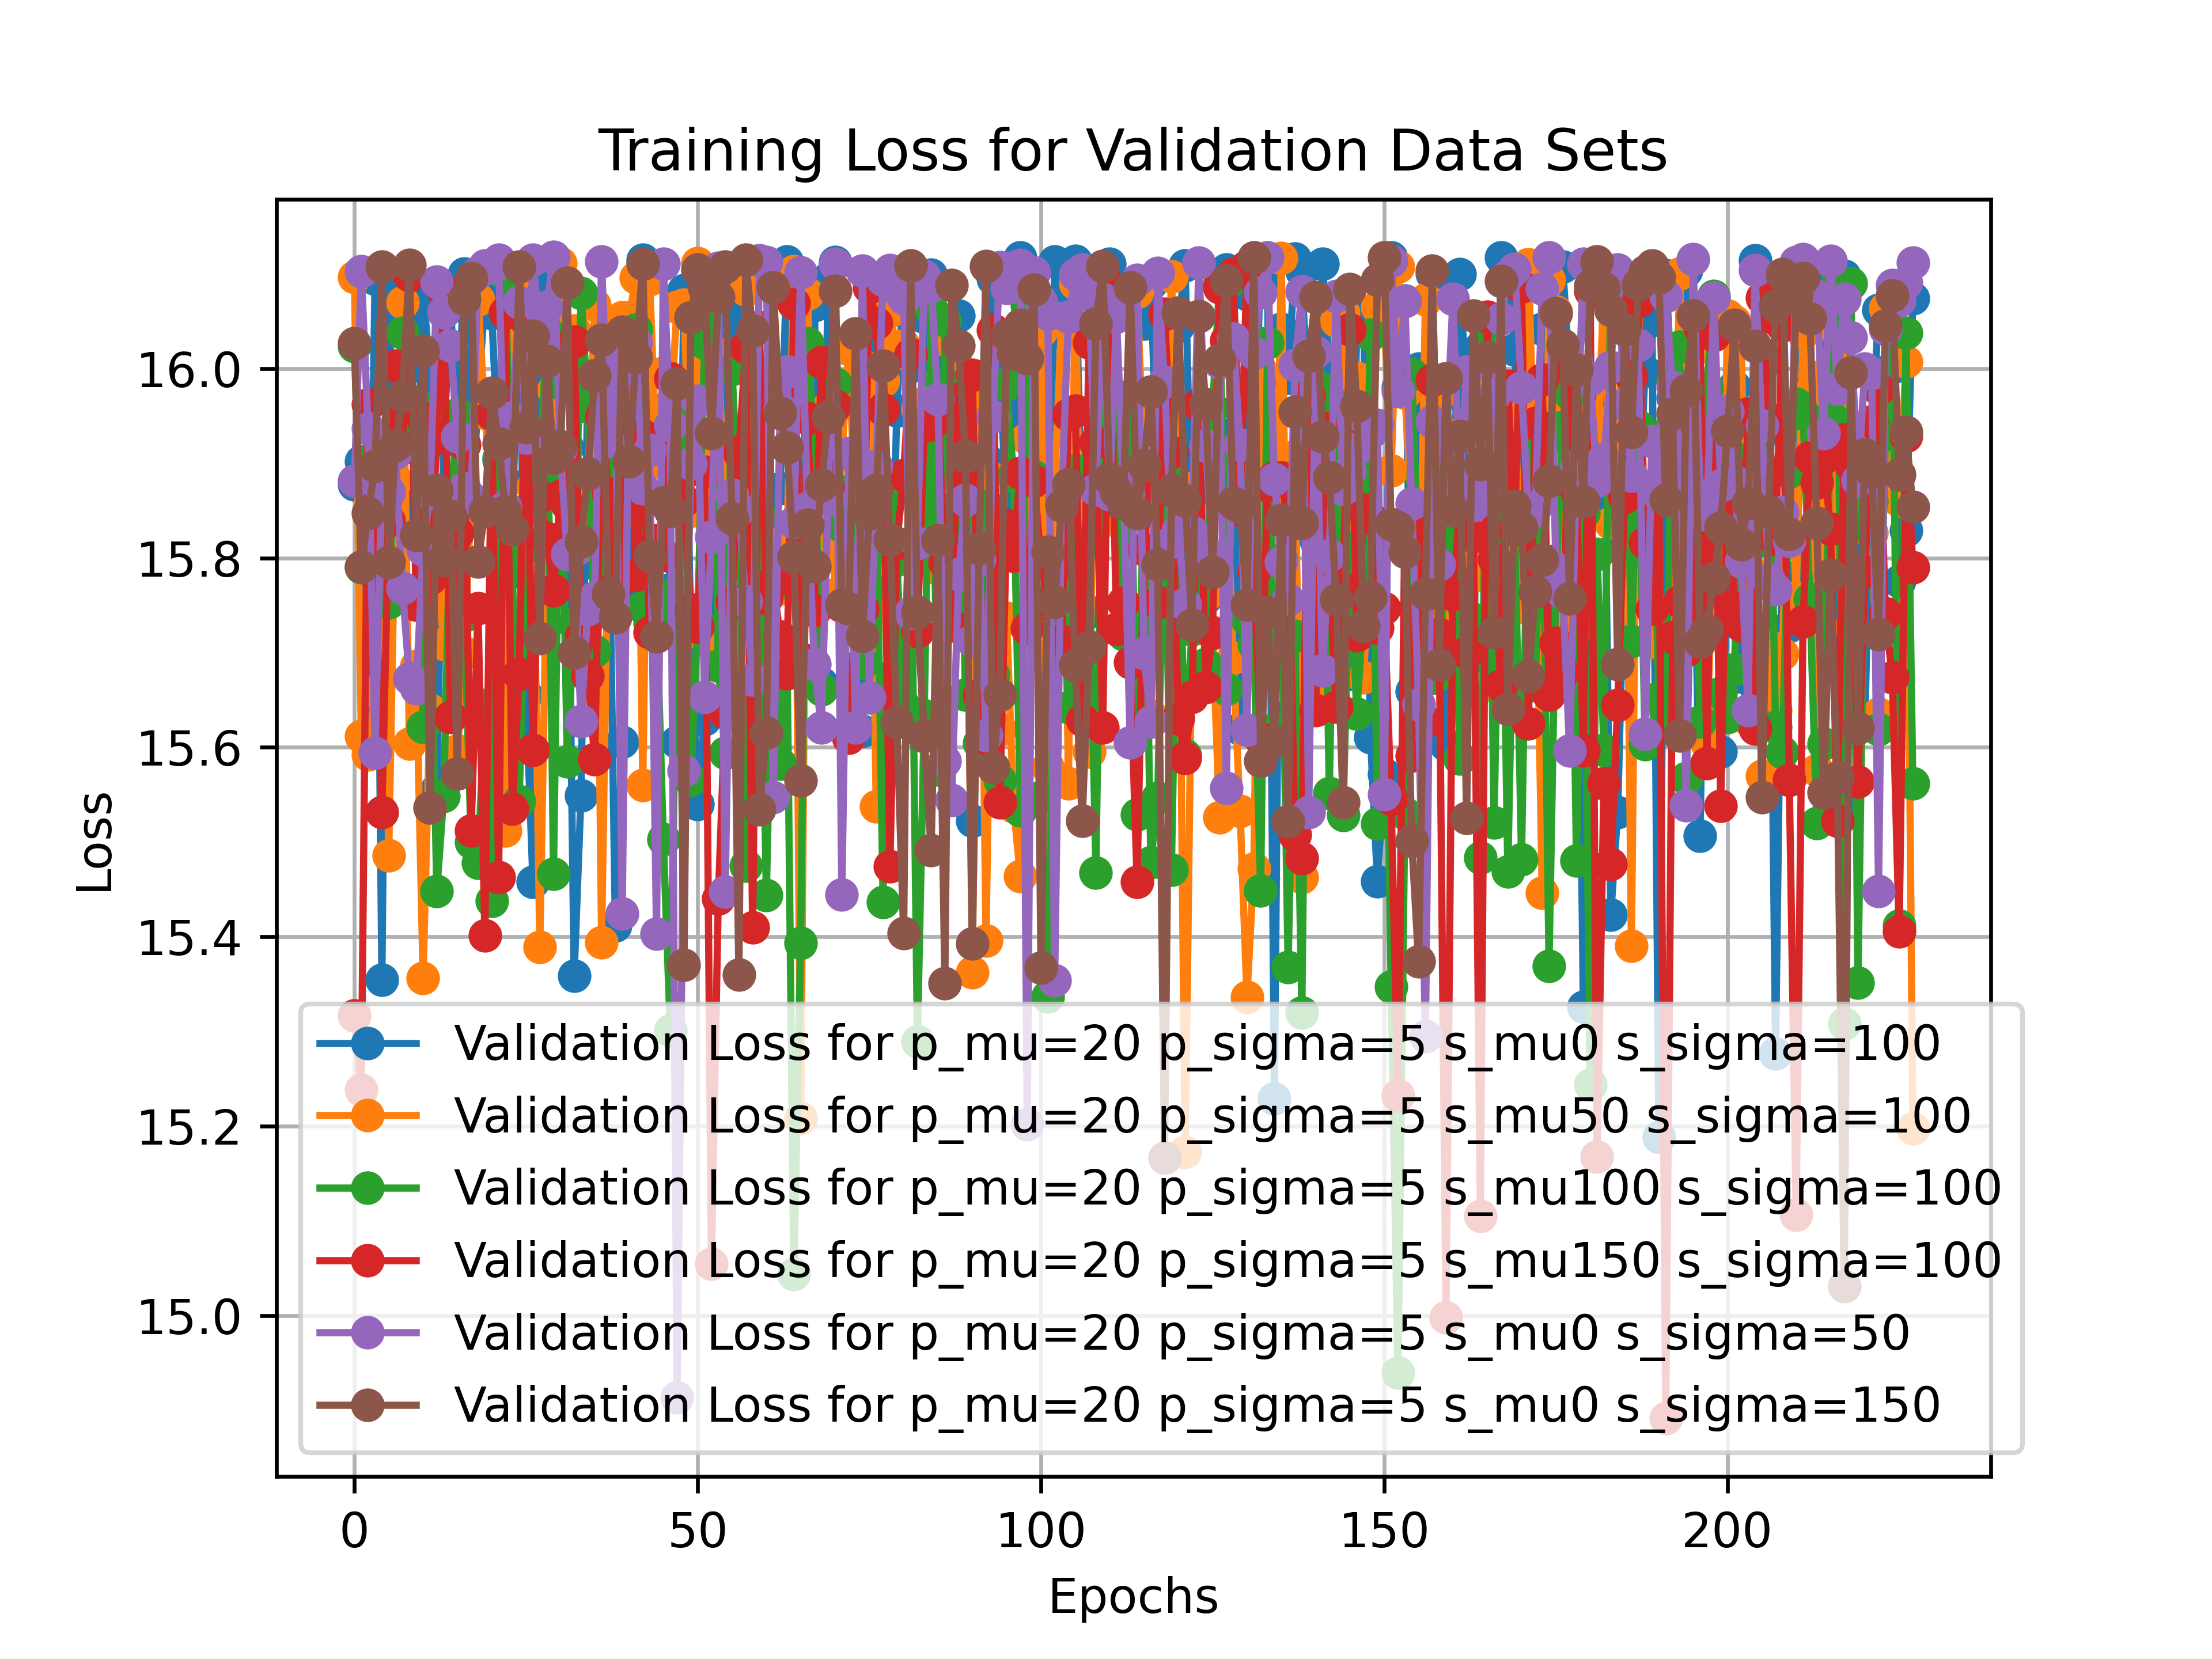 Training Loss for Validation Data Sets
Loss
16.0
15.8
15.6
15.4
15.2
15.0
Validation Loss for p_mu=20 p_sigma=5 s_mu0 s_sigma=100
Validation Loss for p_mu=20 p_sigma=5 s_mu50 s_sigma=100
Validation Loss for p_mu=20 p_sigma=5 s_mu100 s_sigma=100
Validation Loss for p_mu=20 p_sigma=5 s_mu150 s_sigma=100
Validation Loss for p_mu=20 p_sigma=5 s_mu0 s_sigma=50
Validation Loss for p_mu=20 p_sigma=5 s_mu0 s_sigma=150
0 50 100 150 200
Epochs